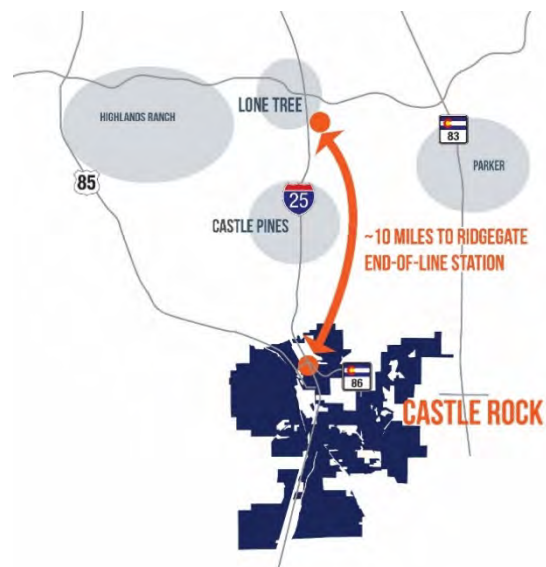 LONE TREE
HIGHLANDS RANCH
83
PARKER
85
25
CASTLE PINES
~10 MILES TO RIDGEGATE
END-OF-LINE STATION
86
CASTLE ROCK